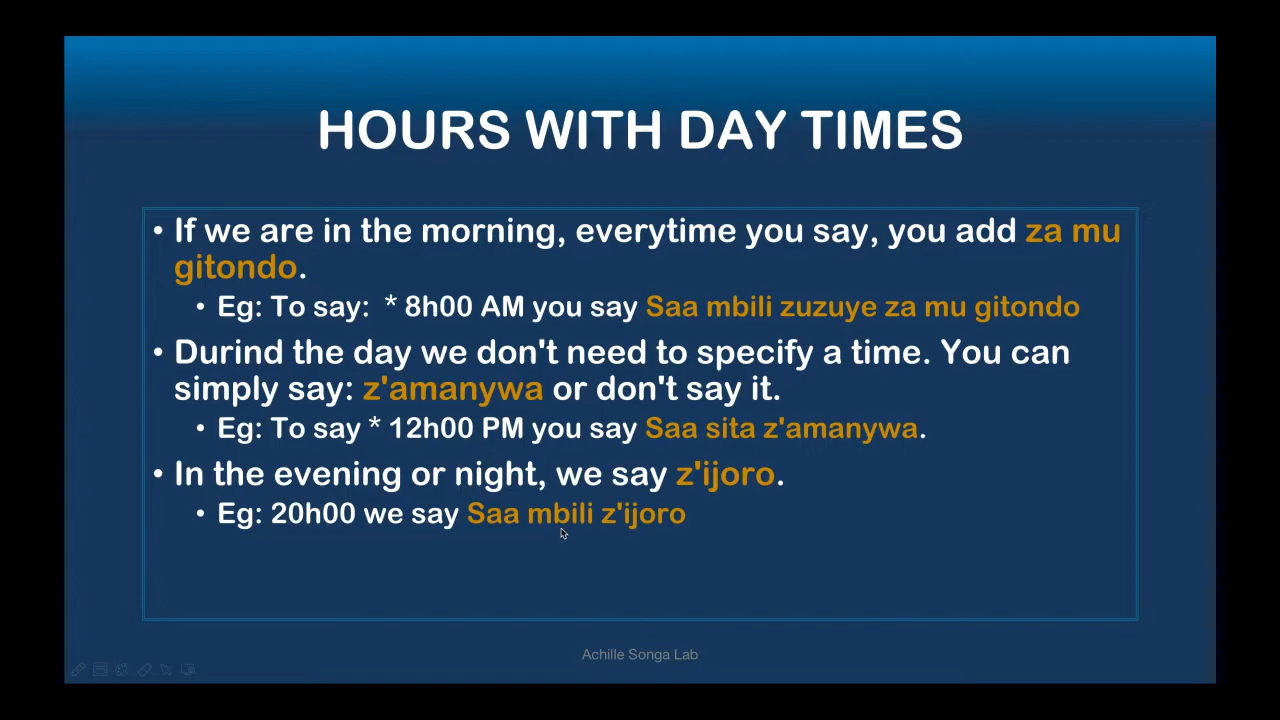 HOURS WITH DAY TIMES
• If we are in the morning, everytime you say, you add za mu
gitondo.
• Eg: To say:  * 8h00 AM you say Saa mbili zuzuye za mu gitondo
• Durind the day we don't need to specify a time. You can
simply say: z'amanywa or don't say it.
• Eg: To say * 12h00 PM you say Saa sita z'amanywa.
• In the evening or night, we say z'ijoro.
• Eg: 20h00 we say Saa mbili z'ijoro
Achille Songa Lab